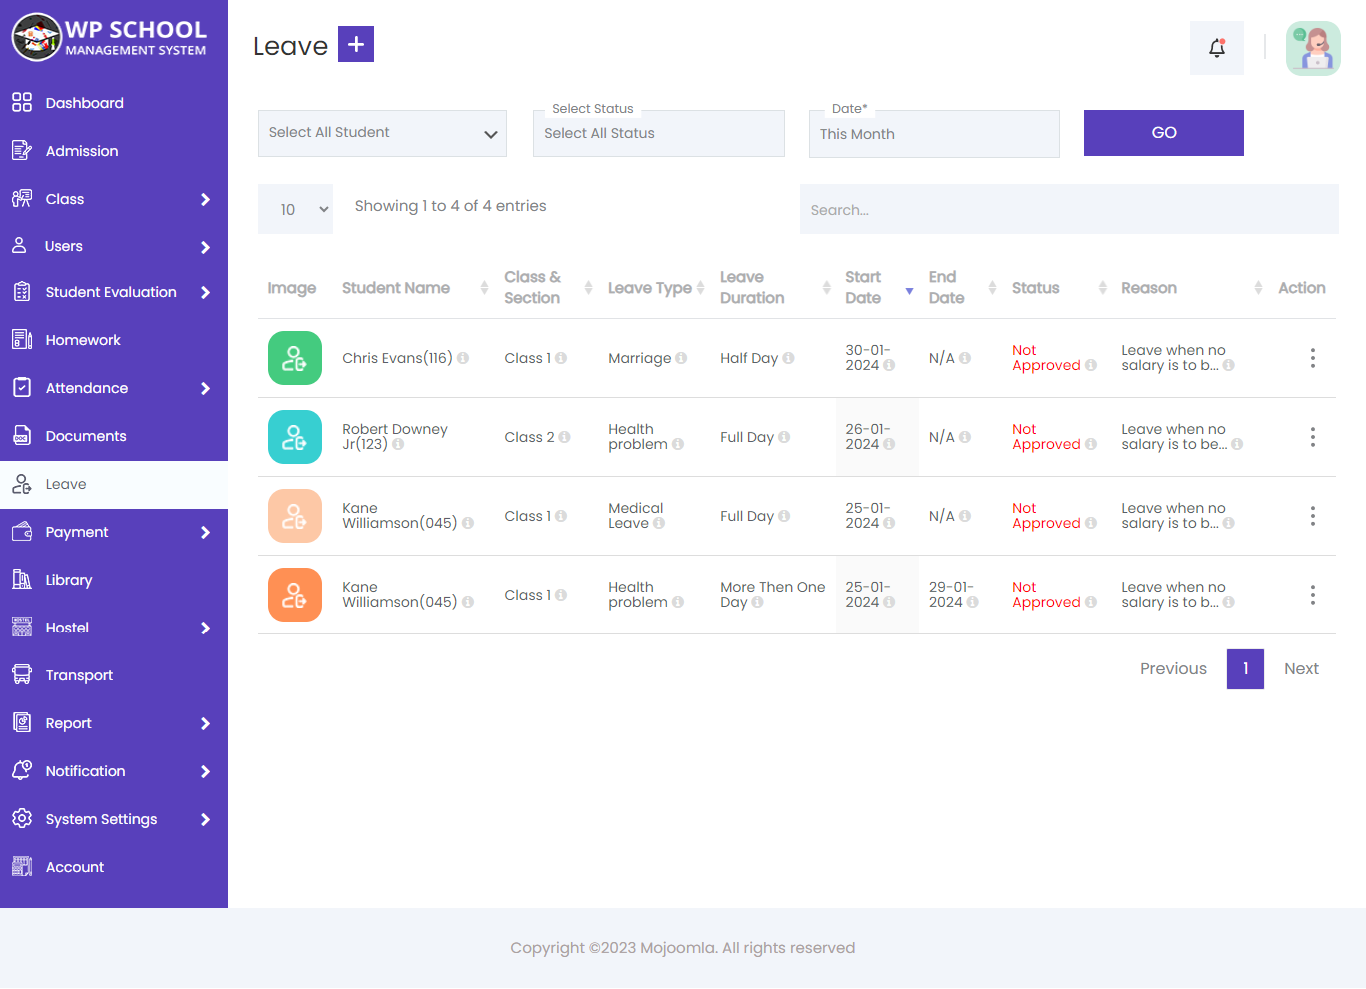 WP SCHOOL
MANAGEMENT SYSTEM
Dashboard
Admission
Class
Users
Student Evaluation
Homework
Attendance
Documents
Leave
Payment
Library
Hostel
Transport
Report
Notification
System Settings
Account
Leave +
Select All Student
Select Status
Select All Status
Date*
This Month
GO
10
Showing 1 to 4 of 4 entries
Search...
Image
Student Name
Class &
Section
Leave Type
Leave
Duration
Start
Date
End
Date
Status
Reason
Action
Chris Evans(116)
Class 1
Marriage
Half Day
30-01-
2024
N/A
Not
Approved
Leave when no
salary is to b...
Robert Downey
Jr(123)
Class 2
Health
problem
Full Day
26-01-
2024
N/A
Not
Approved
Leave when no
salary is to be...
Kane
Williamson(045)
Class 1
Medical
Leave
Full Day
25-01-
2024
N/A
Not
Approved
Leave when no
salary is to b...
Kane
Williamson(045)
Class 1
Health
problem
More Then One
Day
25-01-
2024
29-01-
2024
Not
Approved
Leave when no
salary is to b...
Previous
1
Next
Copyright ©2023 Mojoomla. All rights reserved